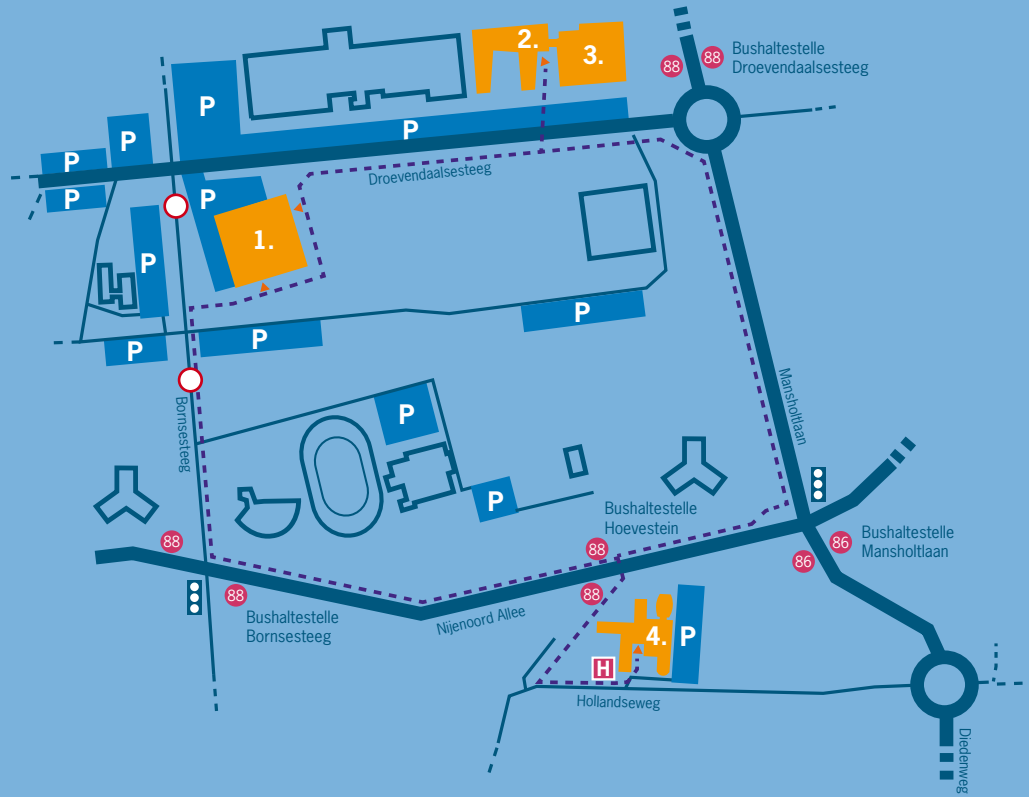 2.
3.
88
88
Bushaltestelle
Droevendaalsesteeg
P
P
P
P
P
P
Droevendaalsesteeg
1.
P
P
P
P
P
Mansholtlaan
Bornsesteeg
P
P
Bushaltestelle
Hoevestein
88
88
88
86
86
Bushaltestelle
Mansholtlaan
88
Bushaltestelle
Bornsesteeg
Nijenoord Allee
4.
P
H
Hollandseweg
Diedenweg